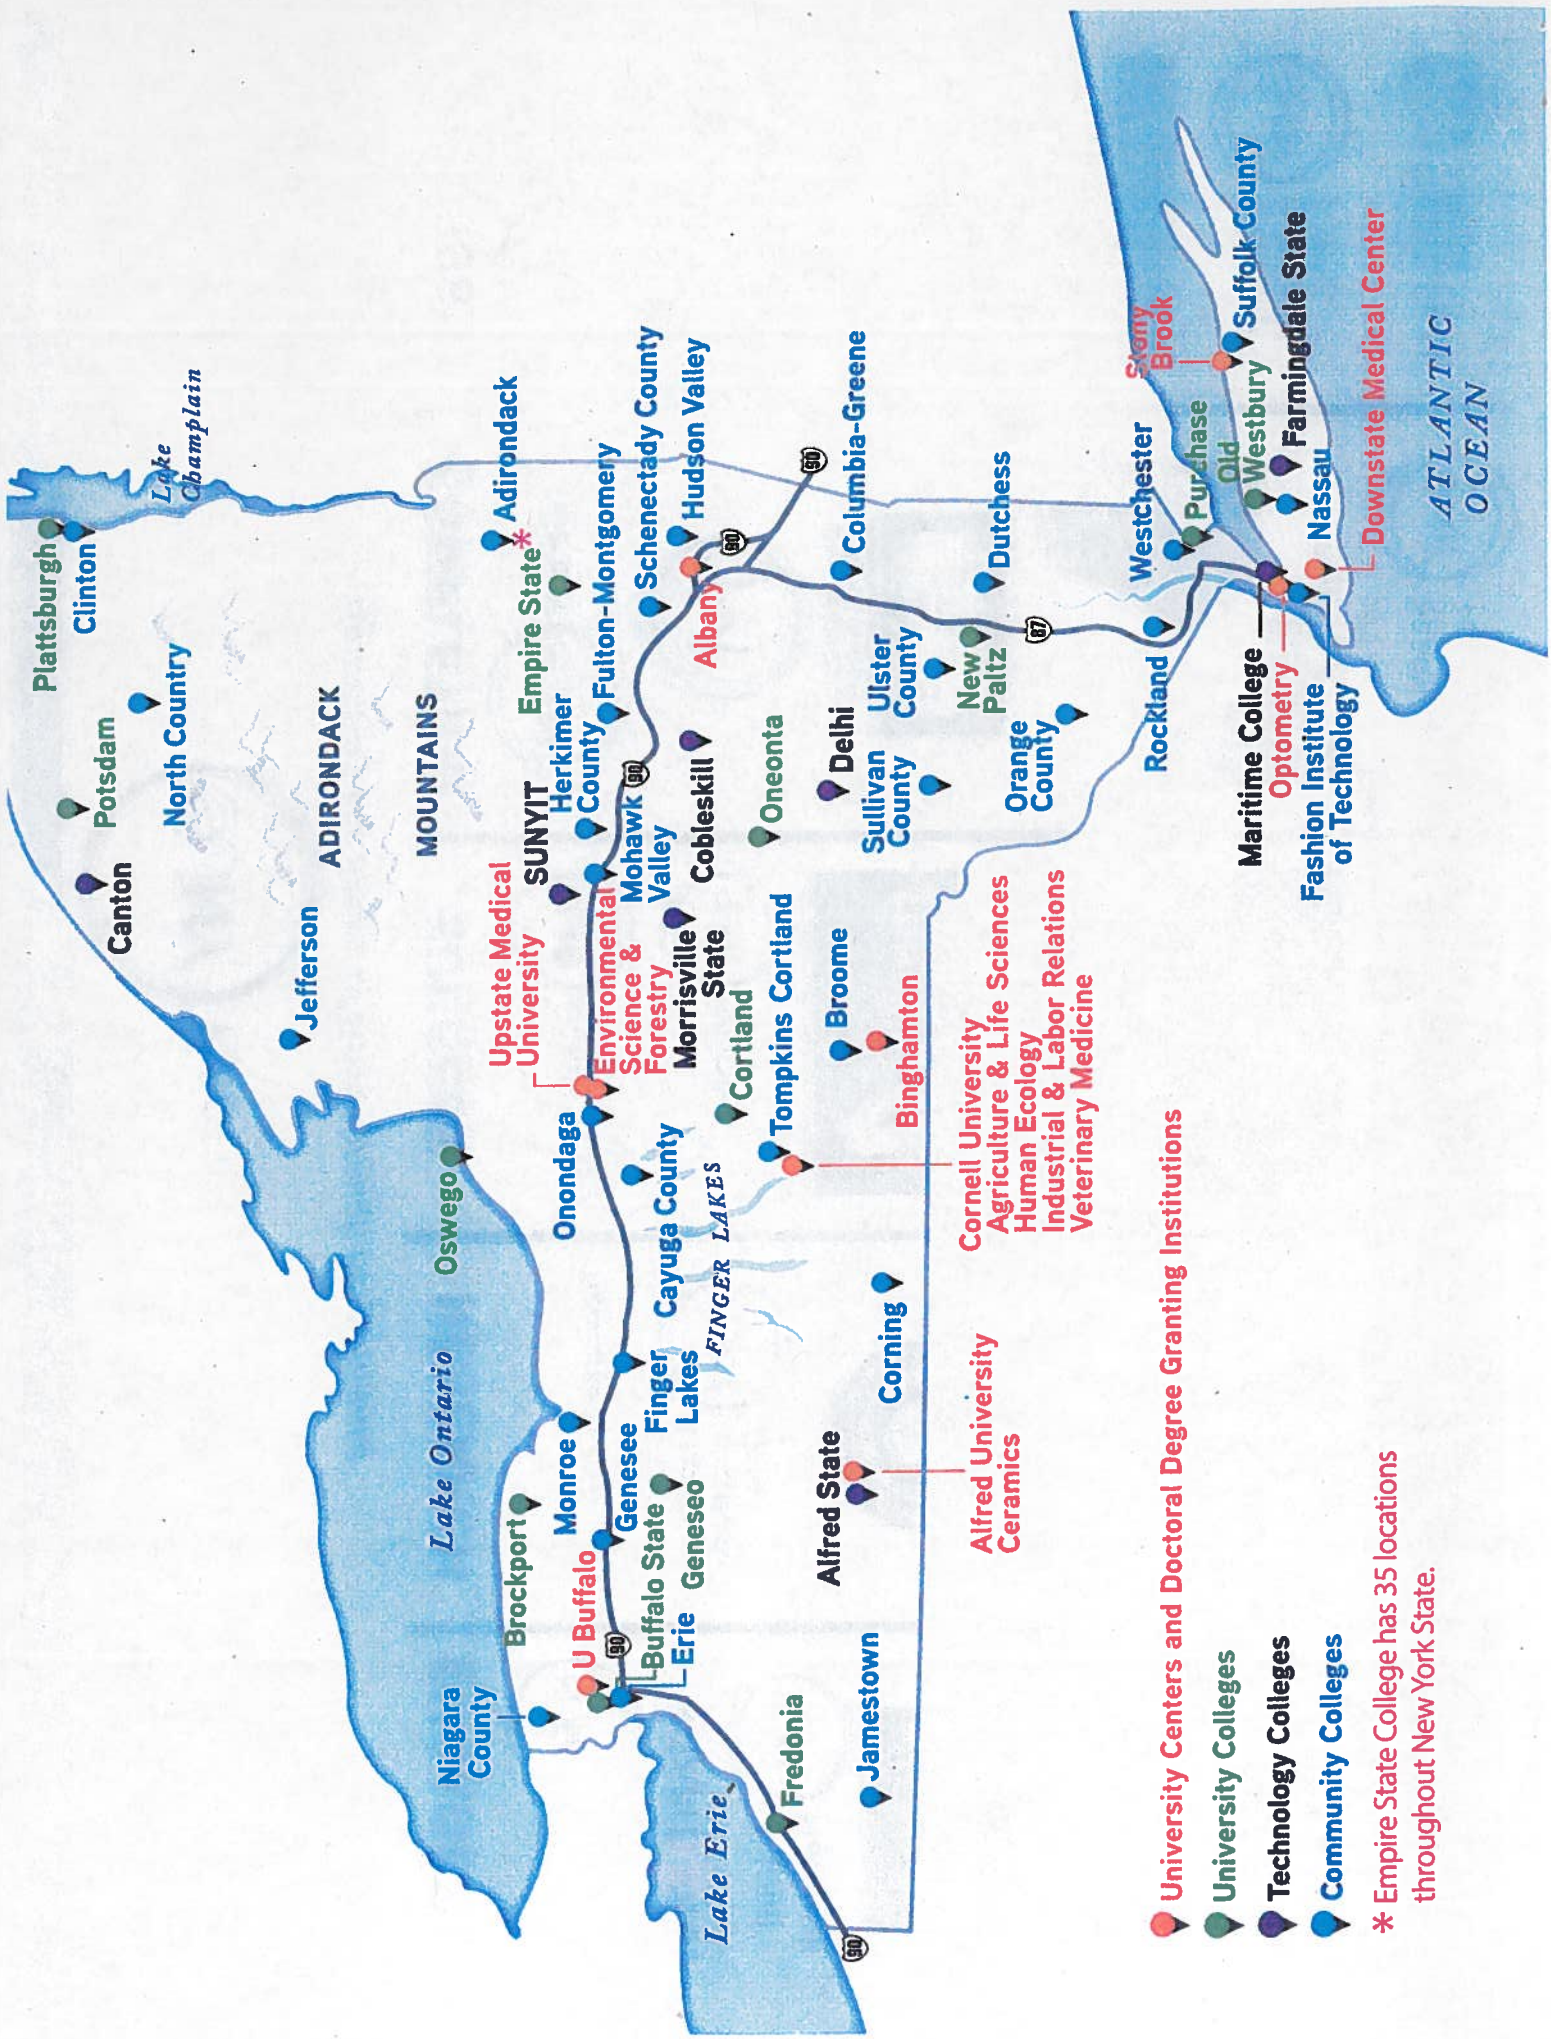 Plattsburgh
Clinton
Lake
Champlain
Potsdam
North Country
Canton
ADIRONDACK
MOUNTAINS
Jefferson
Adirondack
Empire State*
Fulton-Montgomery
Schenectady County
Hudson Valley
Albany
Herkimer
County
SUNYIT
Mohawk
Valley
Cobleskill
Upstate Medical
University
Environmental
Science &
Forestry
Morrisville
State
Cortland
Tompkins Cortland
Oneonta
Delhi
Columbia-Greene
Dutchess
Ulster
County
New
Paltz
Sullivan
County
Orange
County
Broome
Binghamton
Cornell University
Agriculture & Life Sciences
Human Ecology
Industrial & Labor Relations
Veterinary Medicine
Lake Ontario
Oswego
Onondaga
Cayuga County
FINGER LAKES
Finger
Lakes
Monroe
Genesee
Brockport
U Buffalo
Buffalo State
Erie
Geneseo
Niagara
County
Corning
Alfred State
Alfred University
Ceramics
Jamestown
Fredonia
Lake Erie
90
90
90
90
90
87
Westchester
Rockland
Purchase
Stony
Brook
Suffolk County
Old
Westbury
Farmingdale State
Nassau
Downstate Medical Center
Maritime College
Optometry
Fashion Institute
of Technology
ATLANTIC
OCEAN
University Centers and Doctoral Degree Granting Institutions
University Colleges
Technology Colleges
Community Colleges
* Empire State College has 35 locations
throughout New York State.